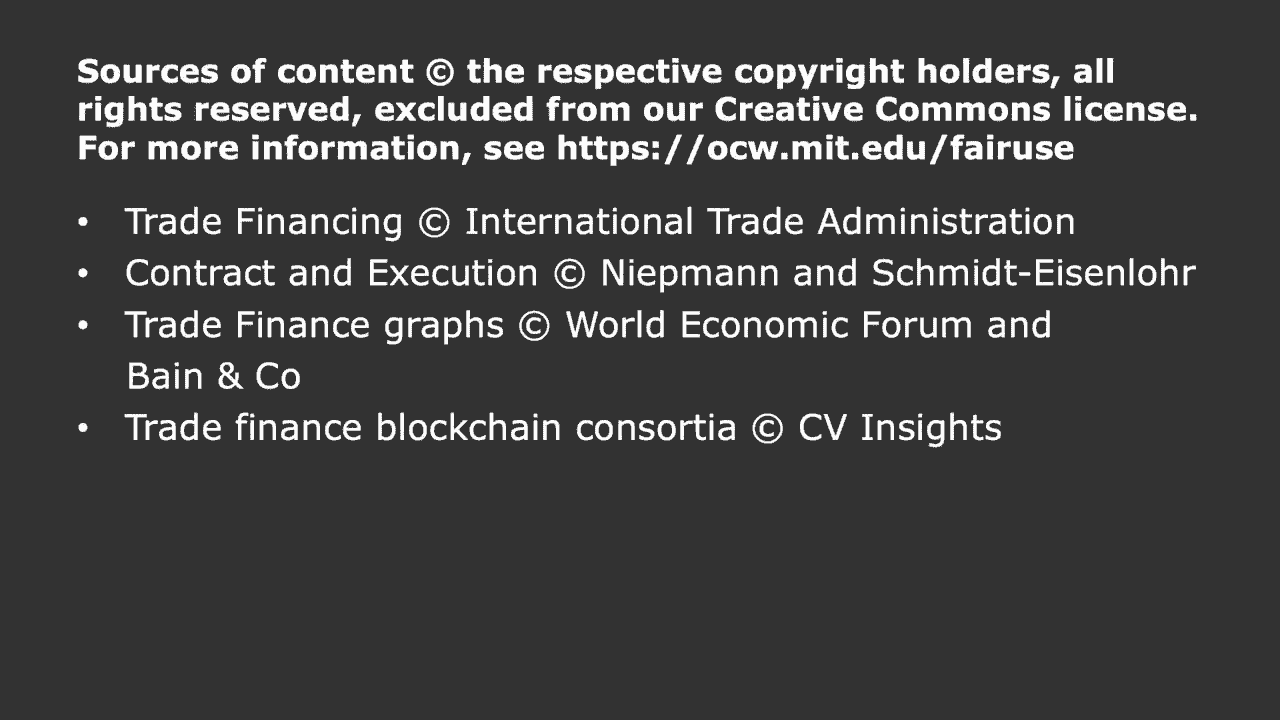 Sources of content © the respective copyright holders, all
rights reserved, excluded from our Creative Commons license.
For more information, see https://ocw.mit.edu/fairuse
• Trade Financing © International Trade Administration
• Contract and Execution © Niepmann and Schmidt-Eisenlohr
• Trade Finance graphs © World Economic Forum and
Bain & Co
• Trade finance blockchain consortia © CV Insights